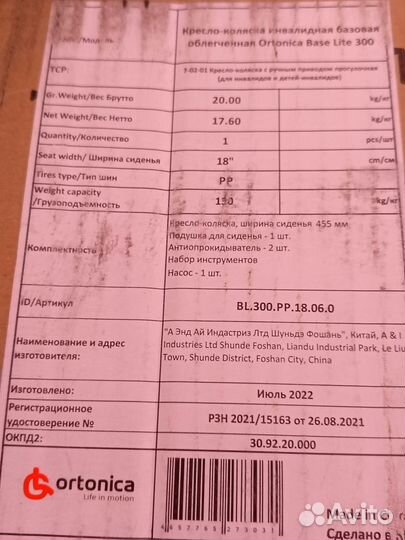 Кресло-коляска инвалидная базовая
облегченная Ortonica Base Lite 300
ТСР:
7-02-01 Кресло-коляска с ручным приводом прогулочная
(для инвалидов и детей-инвалидов)
Gr.Weight/Вес Брутто 20.00 kg/кг
Net Weight/Вес Нетто 17.60 kg/кг
Quantity/Количество 1 pcs/шт
Seat width/ Ширина сиденья 18" cm/см
Tires type/Тип шин PP
Weight capacity
/Грузоподъемность kg/кг
Комплектность
Кресло-коляска, ширина сиденья 455 мм
Подушка для сиденья - 1 шт.
Антиопрокидыватель - 2 шт.
Набор инструментов
Насос - 1 шт.
iD/Артикул BL.300.PP.18.06.0
Наименование и адрес
изготовителя:
"А Энд Ай Индастриз Лтд Шуньдэ Фошань", Китай, A & I
Industries Ltd Shunde Foshan, Liandu Industrial Park, Le Liu
Town, Shunde District, Foshan City, China
Изготовлено: Июль 2022
Регистрационное
удостоверение №
РЗН 2021/15163 от 26.08.2021
ОКПД2: 30.92.20.000
ortonica
Life in motion
4 657765 273031
Made in
Сделано в
Avito